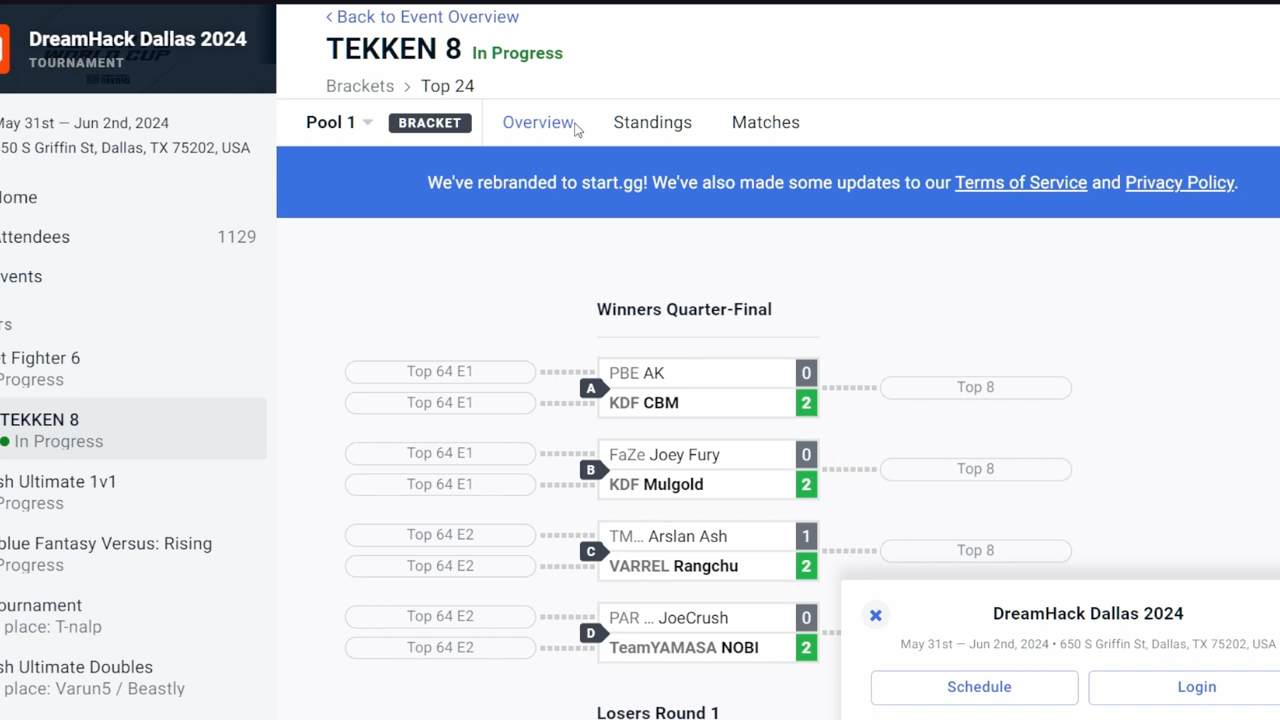 DreamHack Dallas 2024
TOURNAMENT
May 31st — Jun 2nd, 2024
50 S Griffin St, Dallas, TX 75202, USA
ome
ttendees 1129
vents
rs
t Fighter 6
Progress
TEKKEN 8
In Progress
sh Ultimate 1v1
Progress
blue Fantasy Versus: Rising
Progress
ournament
place: T-nalp
sh Ultimate Doubles
place: Varun5 / Beastly
‹ Back to Event Overview
TEKKEN 8 In Progress
Brackets > Top 24
Pool 1 BRACKET Overview Standings Matches
We've rebranded to start.gg! We've also made some updates to our Terms of Service and Privacy Policy.
Winners Quarter-Final
Top 64 E1 PBE AK 0
A Top 8
Top 64 E1 KDF CBM 2
Top 64 E1 FaZe Joey Fury 0
B Top 8
Top 64 E1 KDF Mulgold 2
Top 64 E2 TM... Arslan Ash 1
C Top 8
Top 64 E2 VARREL Rangchu 2
Top 64 E2 PAR ... JoeCrush 0
D
Top 64 E2 TeamYAMASA NOBI 2
Losers Round 1
DreamHack Dallas 2024
May 31st — Jun 2nd, 2024 • 650 S Griffin St, Dallas, TX 75202, USA
Schedule Login